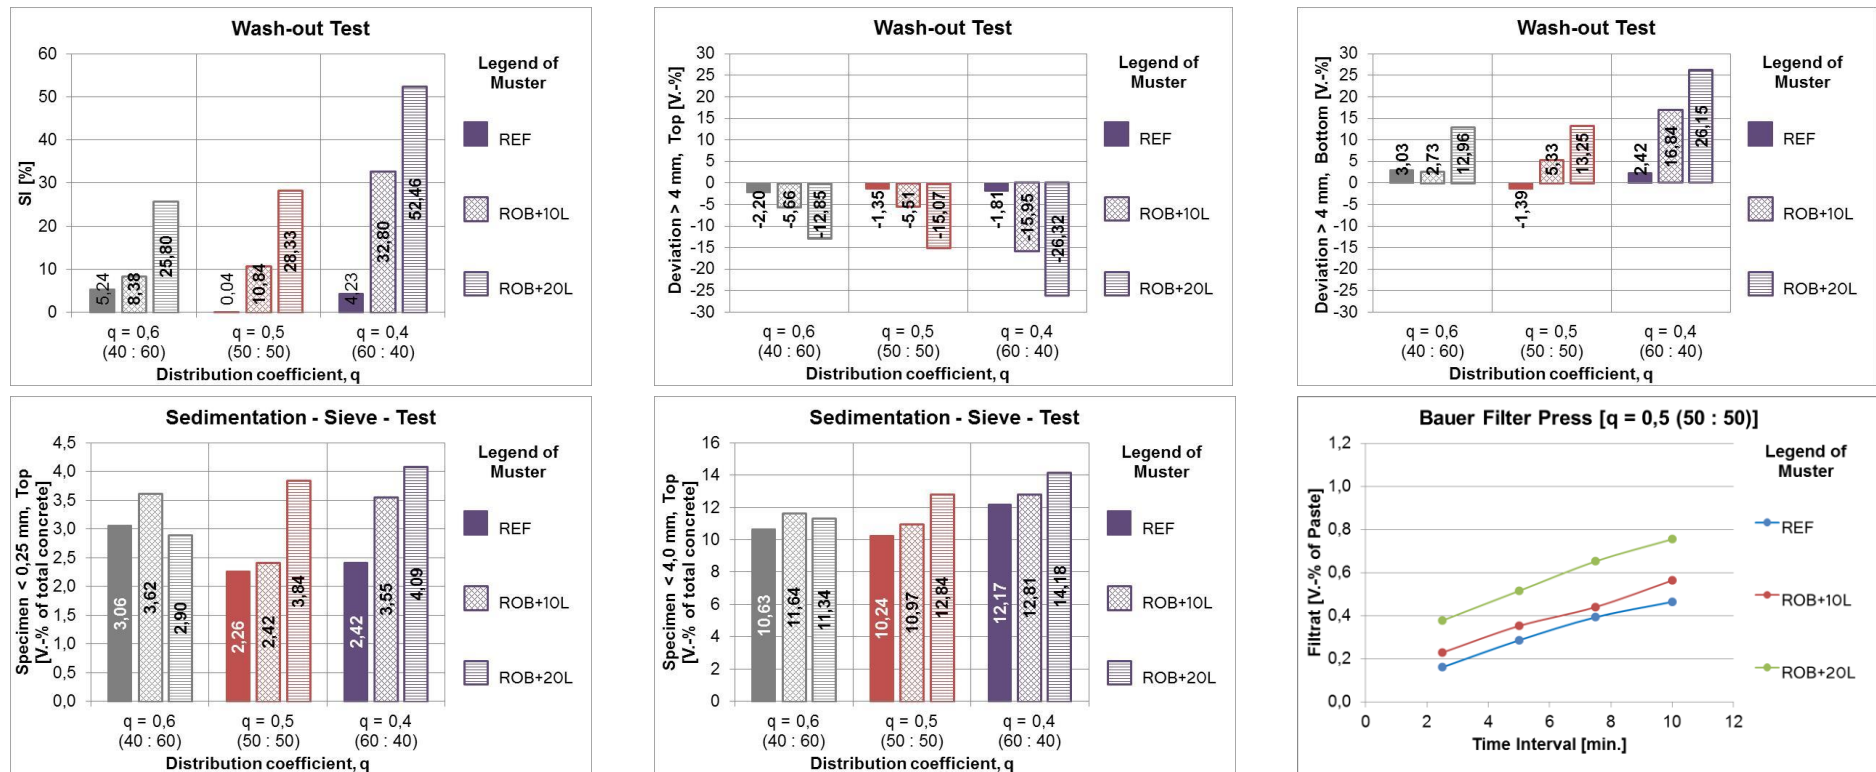 Wash-out Test
SI [%]
60
50
40
30
20
10
0
5,24
8,38
25,80
0,04
10,84
28,33
4,23
32,80
52,46
q = 0,6
(40 : 60)
q = 0,5
(50 : 50)
q = 0,4
(60 : 40)
Distribution coefficient, q
Legend of
Muster
REF
ROB+10L
ROB+20L
Wash-out Test
Deviation > 4 mm, Top [V.-%]
30
25
20
15
10
5
0
-5
-10
-15
-20
-25
-30
-2,20
-5,66
-12,85
-1,35
-5,51
-15,07
-1,81
-15,95
-26,32
q = 0,6
(40 : 60)
q = 0,5
(50 : 50)
q = 0,4
(60 : 40)
Distribution coefficient, q
Legend of
Muster
REF
ROB+10L
ROB+20L
Wash-out Test
Deviation > 4 mm, Bottom [V.-%]
30
25
20
15
10
5
0
-5
-10
-15
-20
-25
-30
3,03
2,73
12,96
-1,39
5,33
13,25
2,42
16,84
26,15
q = 0,6
(40 : 60)
q = 0,5
(50 : 50)
q = 0,4
(60 : 40)
Distribution coefficient, q
Legend of
Muster
REF
ROB+10L
ROB+20L
Sedimentation - Sieve - Test
Specimen < 0,25 mm, Top
[V.-% of total concrete]
4,5
4,0
3,5
3,0
2,5
2,0
1,5
1,0
0,5
0,0
3,06
3,62
2,90
2,26
2,42
3,84
2,42
3,55
4,09
q = 0,6
(40 : 60)
q = 0,5
(50 : 50)
q = 0,4
(60 : 40)
Distribution coefficient, q
Legend of
Muster
REF
ROB+10L
ROB+20L
Sedimentation - Sieve - Test
Specimen < 4,0 mm, Top
[V.-% of total concrete]
16
14
12
10
8
6
4
2
0
10,63
11,64
11,34
10,24
10,97
12,84
12,17
12,81
14,18
q = 0,6
(40 : 60)
q = 0,5
(50 : 50)
q = 0,4
(60 : 40)
Distribution coefficient, q
Legend of
Muster
REF
ROB+10L
ROB+20L
Bauer Filter Press [q = 0,5 (50 : 50)]
Filtrat [V.-% of Paste]
1,2
1,0
0,8
0,6
0,4
0,2
0,0
0
2
4
6
8
10
12
Time Interval [min.]
Legend of
Muster
REF
ROB+10L
ROB+20L